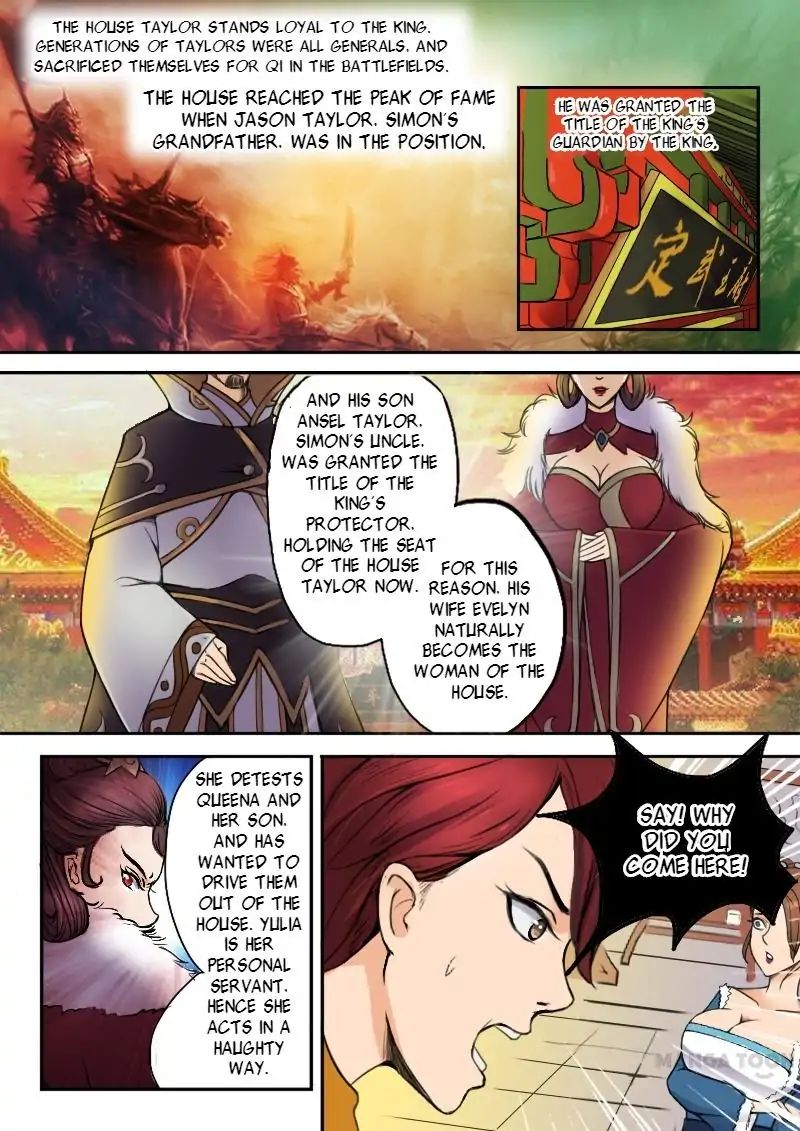 THE HOUSE TAYLOR STANDS LOYAL TO THE KING.
GENERATIONS OF TAYLORS WERE ALL GENERALS, AND
SACRIFICED THEMSELVES FOR QI IN THE BATTLEFIELDS.
THE HOUSE REACHED THE PEAK OF FAME
WHEN JASON TAYLOR, SIMON'S
GRANDFATHER, WAS IN THE POSITION.
HE WAS GRANTED THE
TITLE OF THE KING'S
GUARDIAN BY THE KING.
定武王府
AND HIS SON
ANSEL TAYLOR,
SIMON'S UNCLE,
WAS GRANTED THE
TITLE OF THE
KING'S
PROTECTOR,
HOLDING THE SEAT
OF THE HOUSE
TAYLOR NOW.
FOR THIS
REASON, HIS
WIFE EVELYN
NATURALLY
BECOMES THE
WOMAN OF THE
HOUSE.
SHE DETESTS
QUEENA AND
HER SON,
AND HAS
WANTED TO
DRIVE THEM
OUT OF THE
HOUSE. YULIA
IS HER
PERSONAL
SERVANT,
HENCE SHE
ACTS IN A
HAUGHTY
WAY.
SAY! WHY
DID YOU
COME HERE!
MANGA TOON